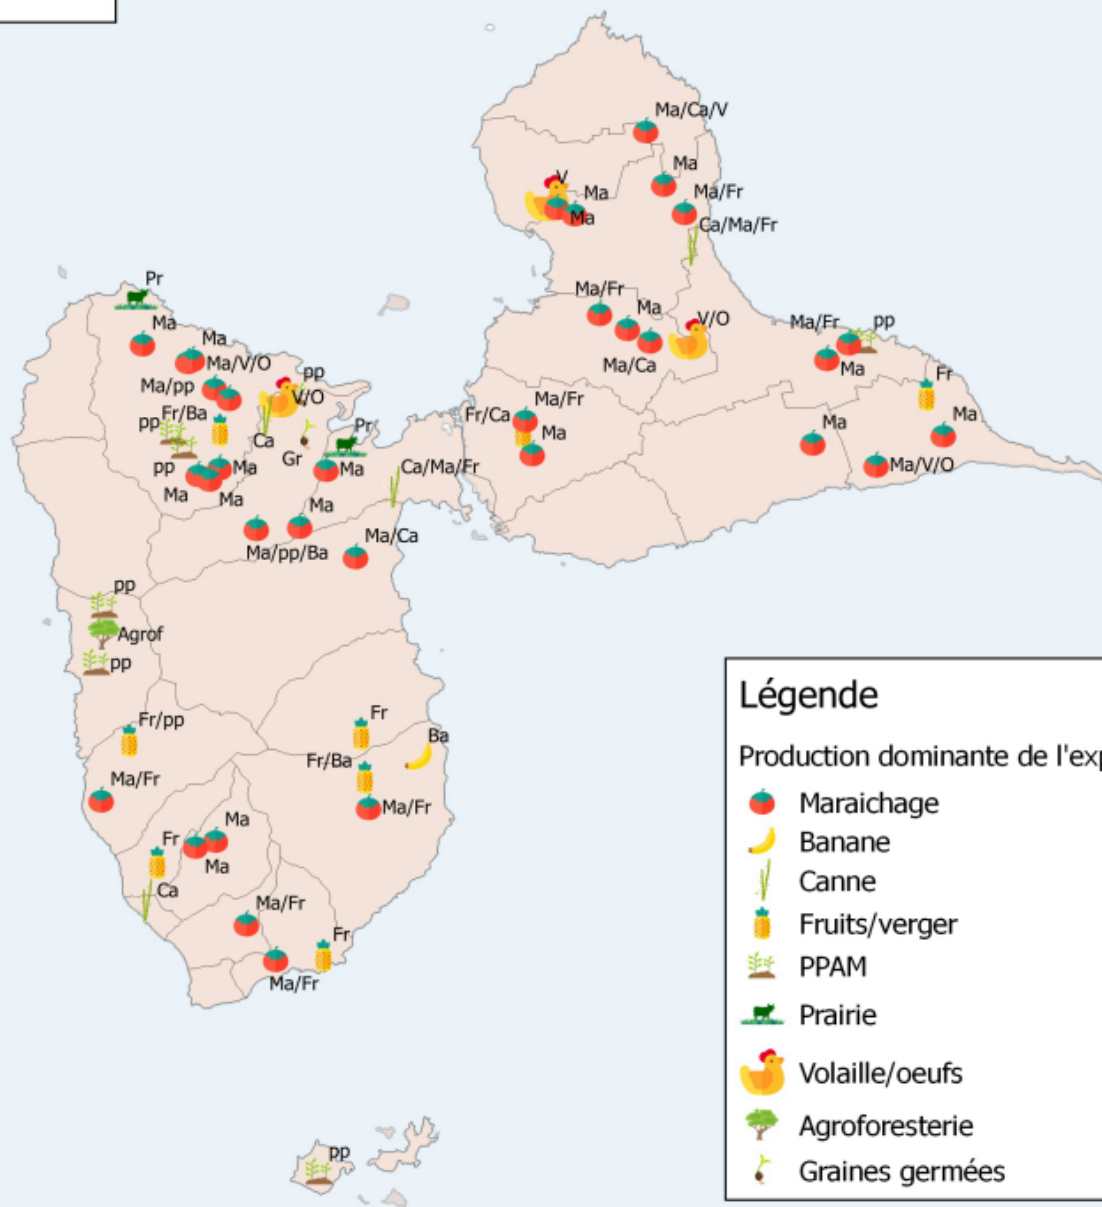 Ma/Ca/V
Ma
V
Ma
Ma/Fr
Ma
Ca/Ma/Fr
Pr
Ma/Fr
Ma
V/O
Ma
Ma/Fr
pp
Ma
Ma/Ca
Ma/V/O
Ma
pp
Fr
Ma/pp
V/O
Ma/Fr
Fr/Ba
Fr/Ca
Ma
Ma
pp
Pr
Ca
Ma
Gr
pp
Ma
Ma
Ca/Ma/Fr
Ma/V/O
Ma
Ma
Ma
Ma/Ca
Ma/pp/Ba
pp
Agrof
pp
Fr/pp
Fr
Ba
Fr/Ba
Ma/Fr
Ma/Fr
Ma
Fr
Ma
Ca
Ma/Fr
Fr
Ma/Fr
pp
Légende
Production dominante de l'exp
Maraichage
Banane
Canne
Fruits/verger
PPAM
Prairie
Volaille/oeufs
Agroforesterie
Graines germées